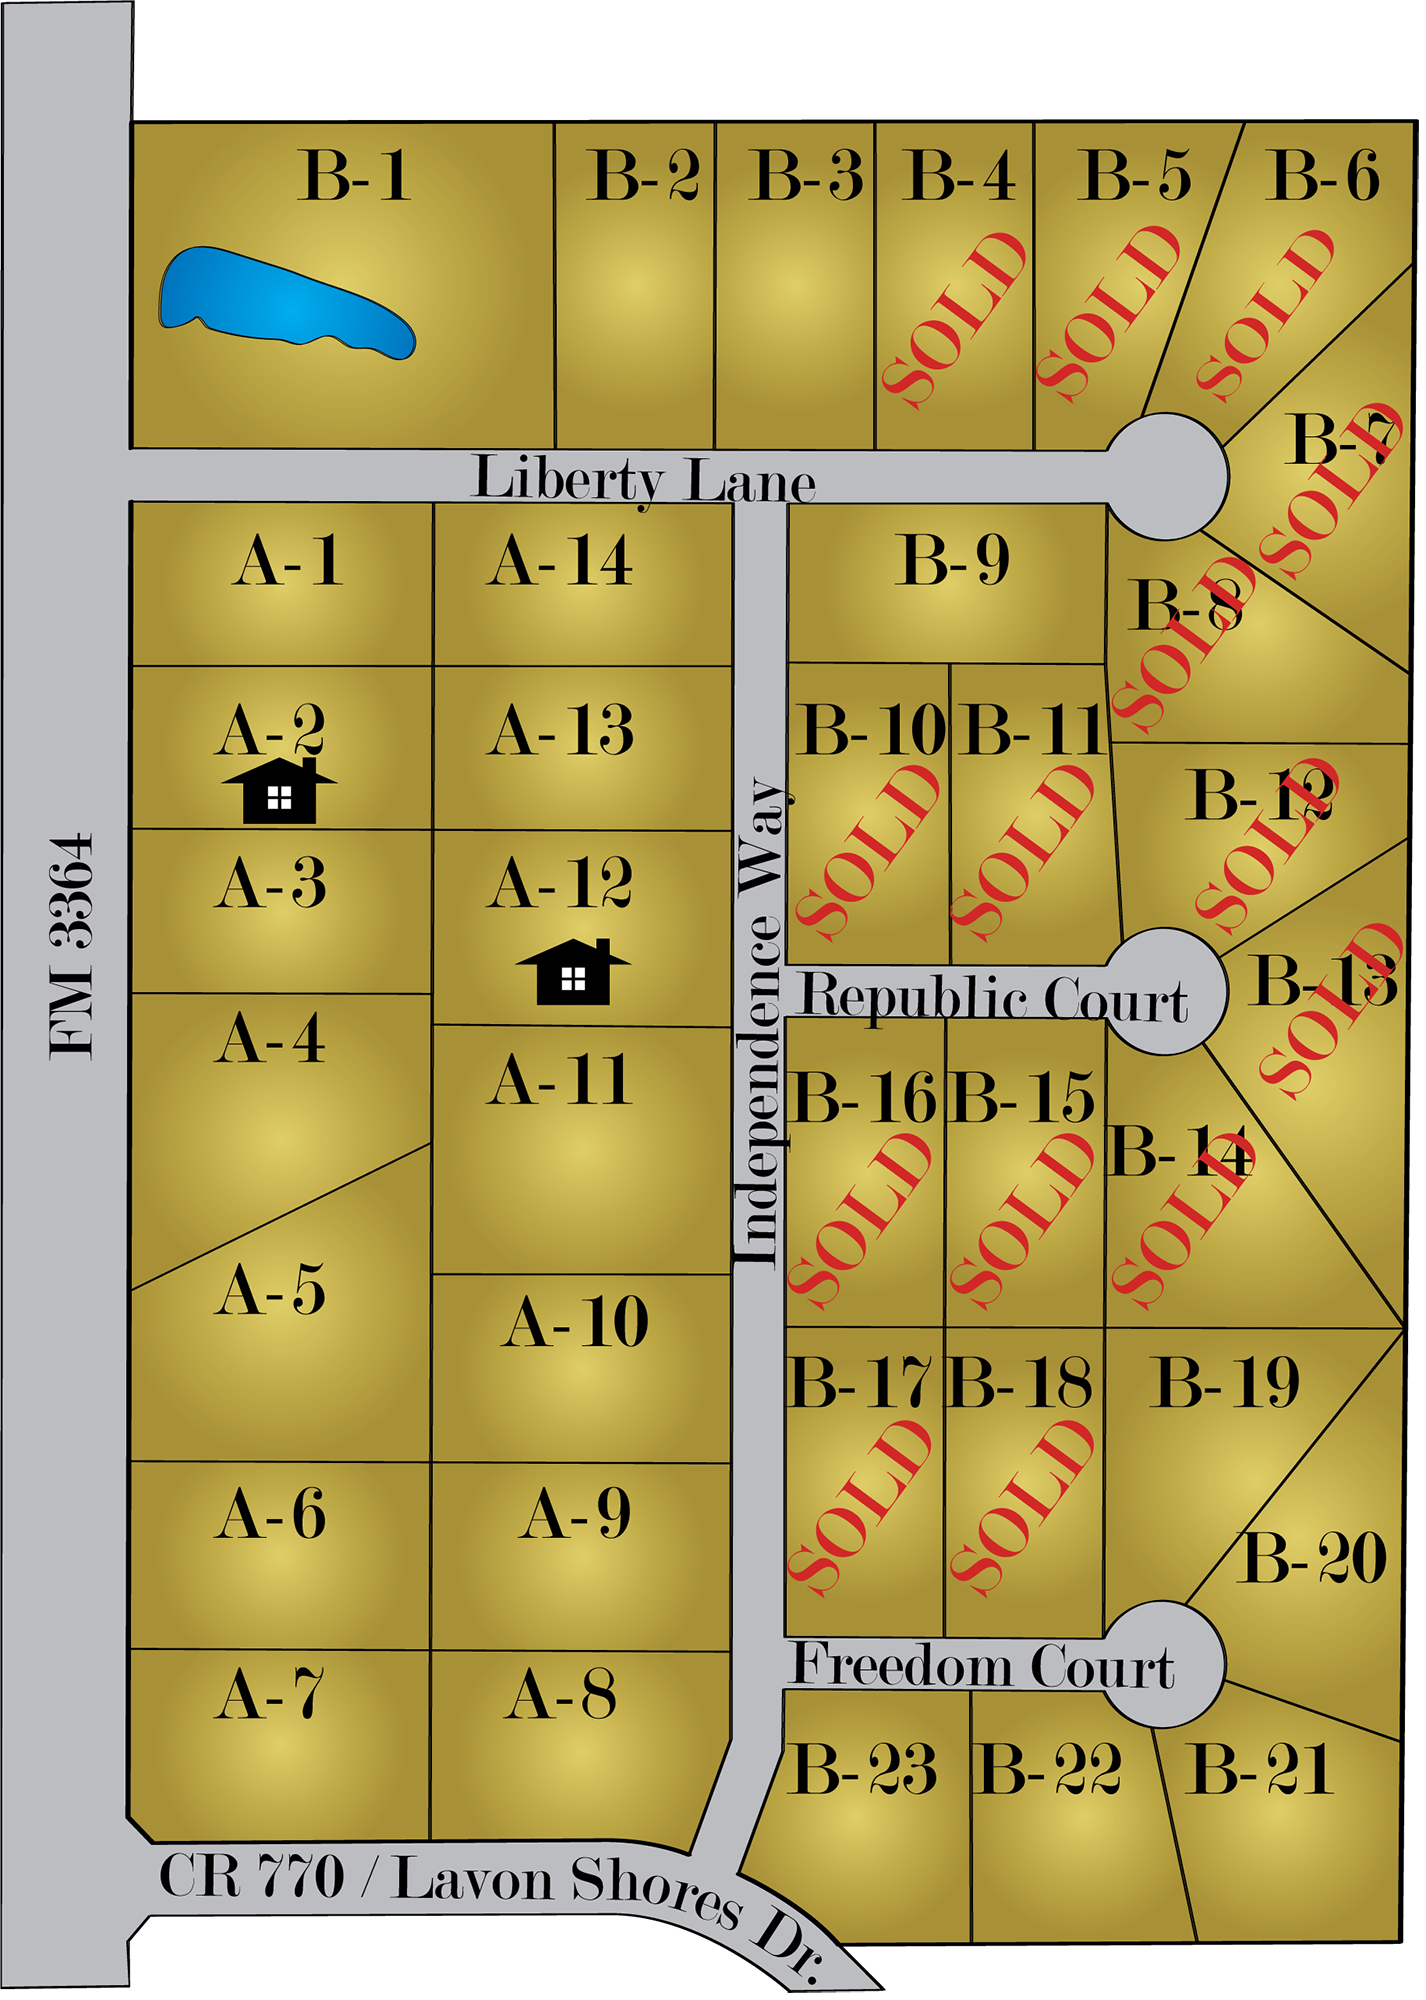 B-1
B-2
B-3
B-4
SOLD
B-5
SOLD
B-6
SOLD
B-7
SOLD
Liberty Lane
A-1
A-14
B-9
B-8
SOLD
A-2
A-13
B-10
SOLD
B-11
SOLD
B-12
SOLD
A-3
A-12
B-13
SOLD
FM 3364
Independence Way
Republic Court
A-4
A-11
B-16
SOLD
B-15
SOLD
B-14
SOLD
A-5
A-10
B-17
SOLD
B-18
SOLD
B-19
A-6
A-9
B-20
Freedom Court
A-7
A-8
B-23
B-22
B-21
CR 770 / Lavon Shores Dr.